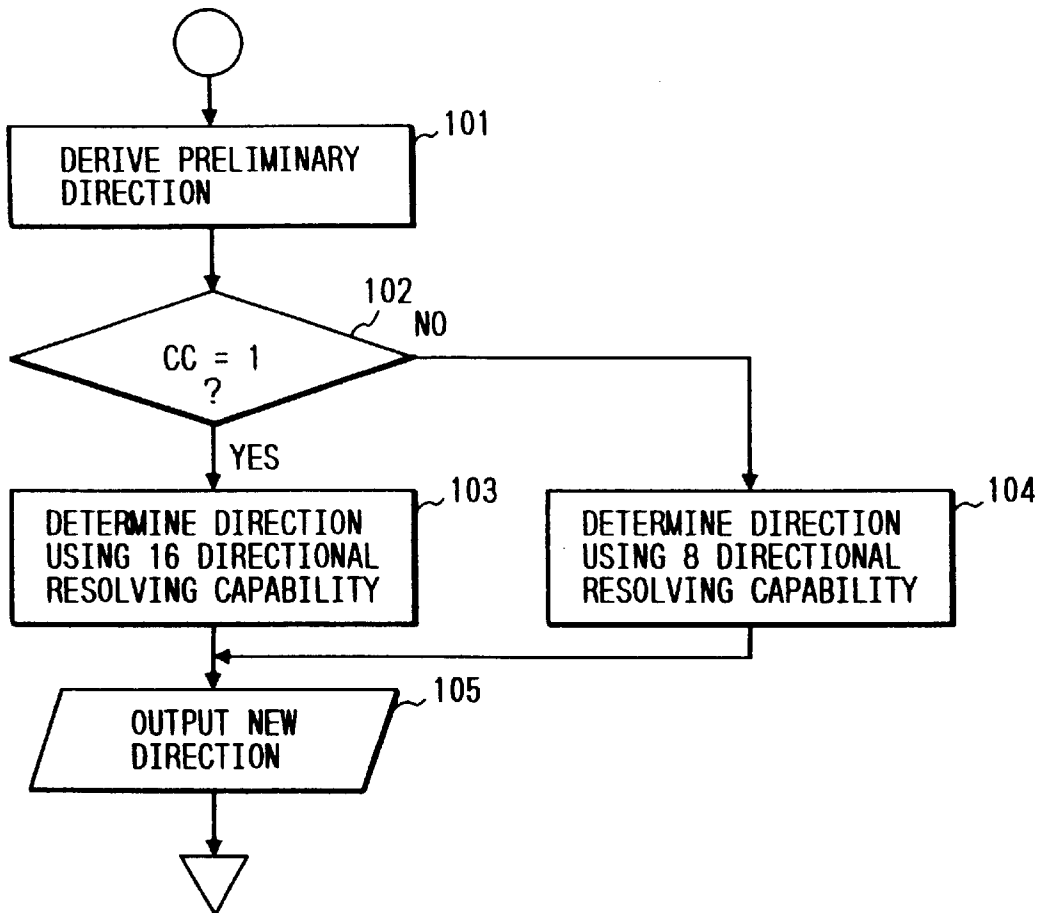 101
DERIVE PRELIMINARY
DIRECTION
102
NO
CC = 1
?
YES
103
DETERMINE DIRECTION
USING 16 DIRECTIONAL
RESOLVING CAPABILITY
104
DETERMINE DIRECTION
USING 8 DIRECTIONAL
RESOLVING CAPABILITY
105
OUTPUT NEW
DIRECTION